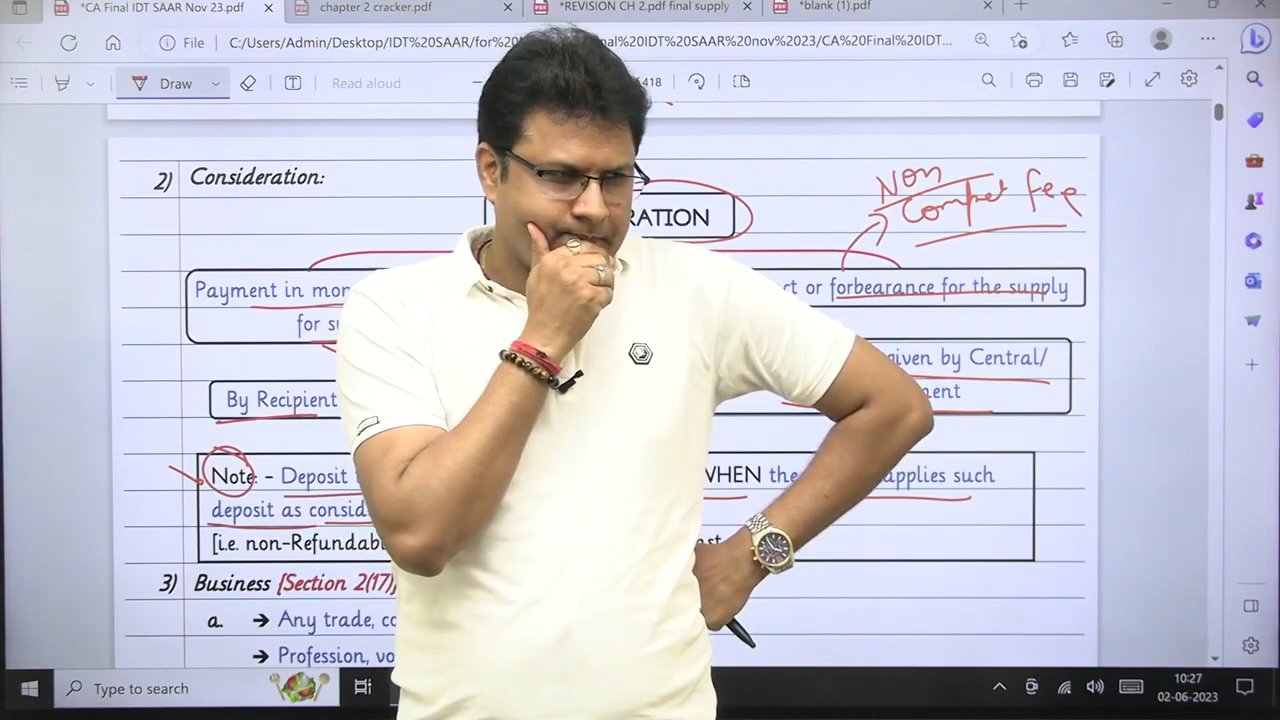 *CA Final IDT SAAR Nov 23.pdf
chapter 2 cracker.pdf
*REVISION CH 2.pdf final supply
*blank (1).pdf
File
C:/Users/Admin/Desktop/IDT%20SAAR/for%
nal%20IDT%20SAAR%20nov%2023/CA%20Final%20IDT...
Draw
Read aloud
418
2)
Consideration:
RATION
Non
Compet fee
Payment in mon
ct or forbearance for the supply
for su
given by Central/
By Recipient
ment
Note: - Deposit
WHEN the
applies such
deposit as consid
[i.e. non-Refundabl
3)
Business [Section 2(17)]
a.
→ Any trade, co
→ Profession, vo
Type to search
10:27
02-06-2023